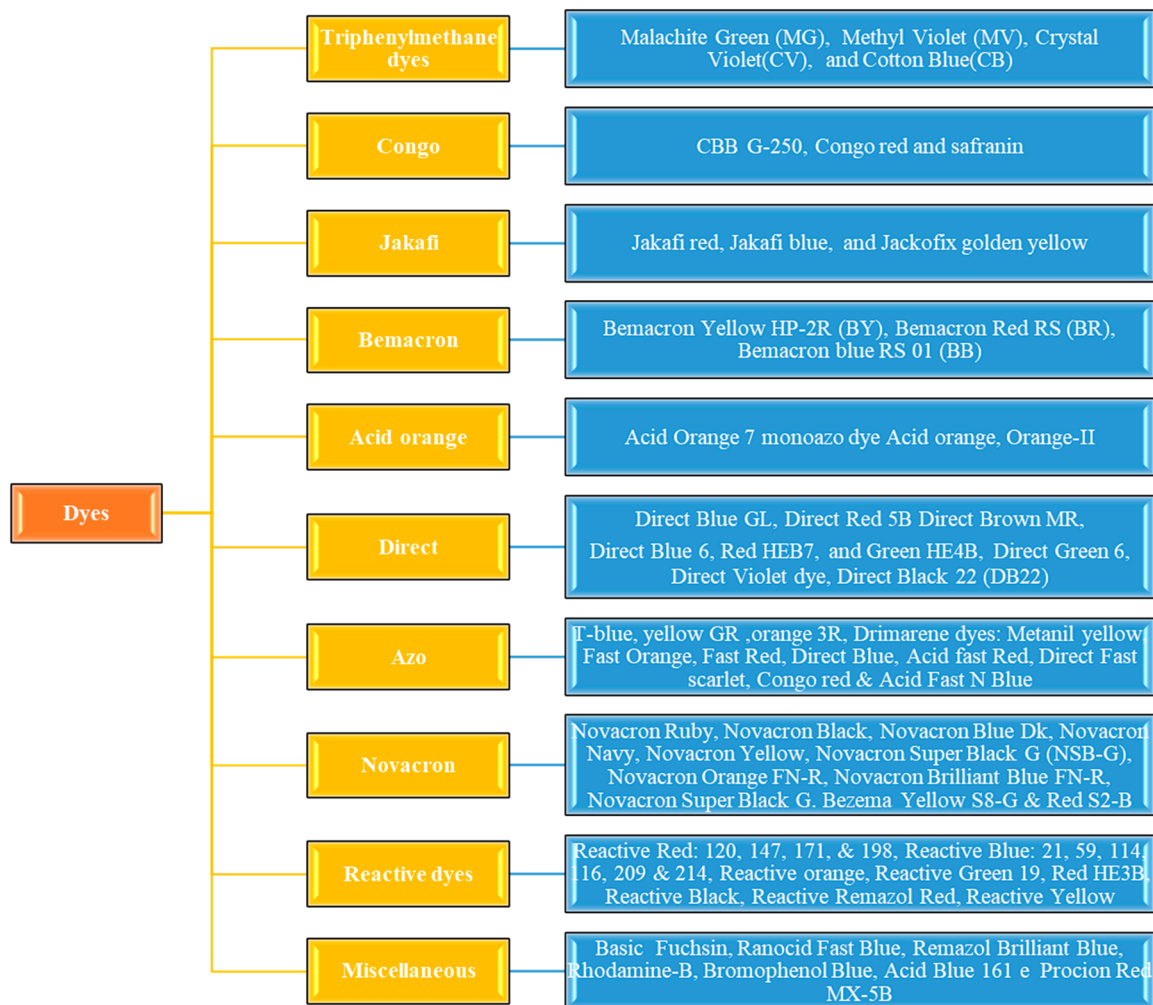 Dyes
Triphenylmethane
dyes
Malachite Green (MG), Methyl Violet (MV), Crystal
Violet(CV), and Cotton Blue(CB)
Congo
CBB G-250, Congo red and safranin
Jakafi
Jakafi red, Jakafi blue, and Jackofix golden yellow
Bemacron
Bemacron Yellow HP-2R (BY), Bemacron Red RS (BR),
Bemacron blue RS 01 (BB)
Acid orange
Acid Orange 7 monoazo dye Acid orange, Orange-II
Direct
Direct Blue GL, Direct Red 5B Direct Brown MR,
Direct Blue 6, Red HEB7, and Green HE4B, Direct Green 6,
Direct Violet dye, Direct Black 22 (DB22)
Azo
T-blue, yellow GR ,orange 3R, Drimarene dyes: Metanil yellow,
Fast Orange, Fast Red, Direct Blue, Acid fast Red, Direct Fast
scarlet, Congo red & Acid Fast N Blue
Novacron
Novacron Ruby, Novacron Black, Novacron Blue Dk, Novacron
Navy, Novacron Yellow, Novacron Super Black G (NSB-G),
Novacron Orange FN-R, Novacron Brilliant Blue FN-R,
Novacron Super Black G. Bezema Yellow S8-G & Red S2-B
Reactive dyes
Reactive Red: 120, 147, 171, & 198, Reactive Blue: 21, 59, 114,
116, 209 & 214, Reactive orange, Reactive Green 19, Red HE3B,
Reactive Black, Reactive Remazol Red, Reactive Yellow
Miscellaneous
Basic Fuchsin, Ranocid Fast Blue, Remazol Brilliant Blue,
Rhodamine-B, Bromophenol Blue, Acid Blue 161 e Procion Red
MX-5B